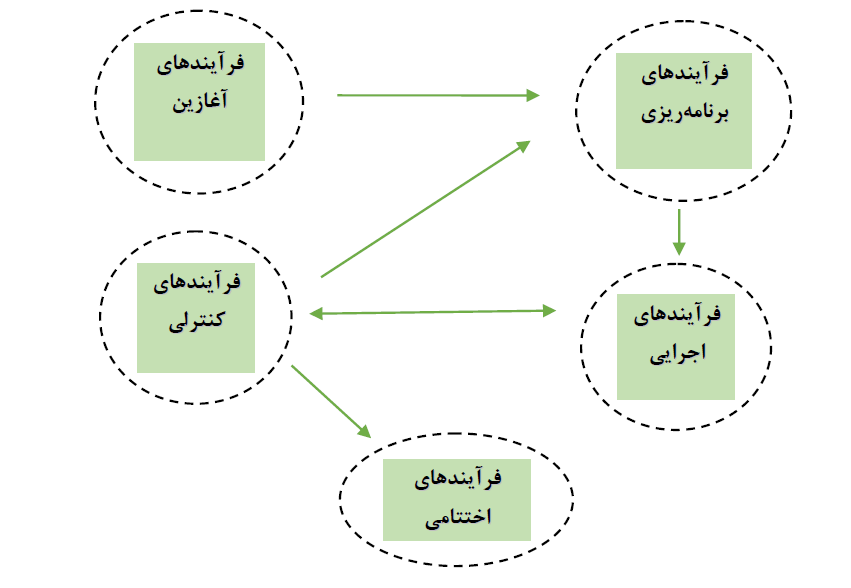 فرآیندهای
آغازین
فرآیندهای
برنامه‌ریزی
فرآیندهای
کنترلی
فرآیندهای
اجرایی
فرآیندهای
اختتامی